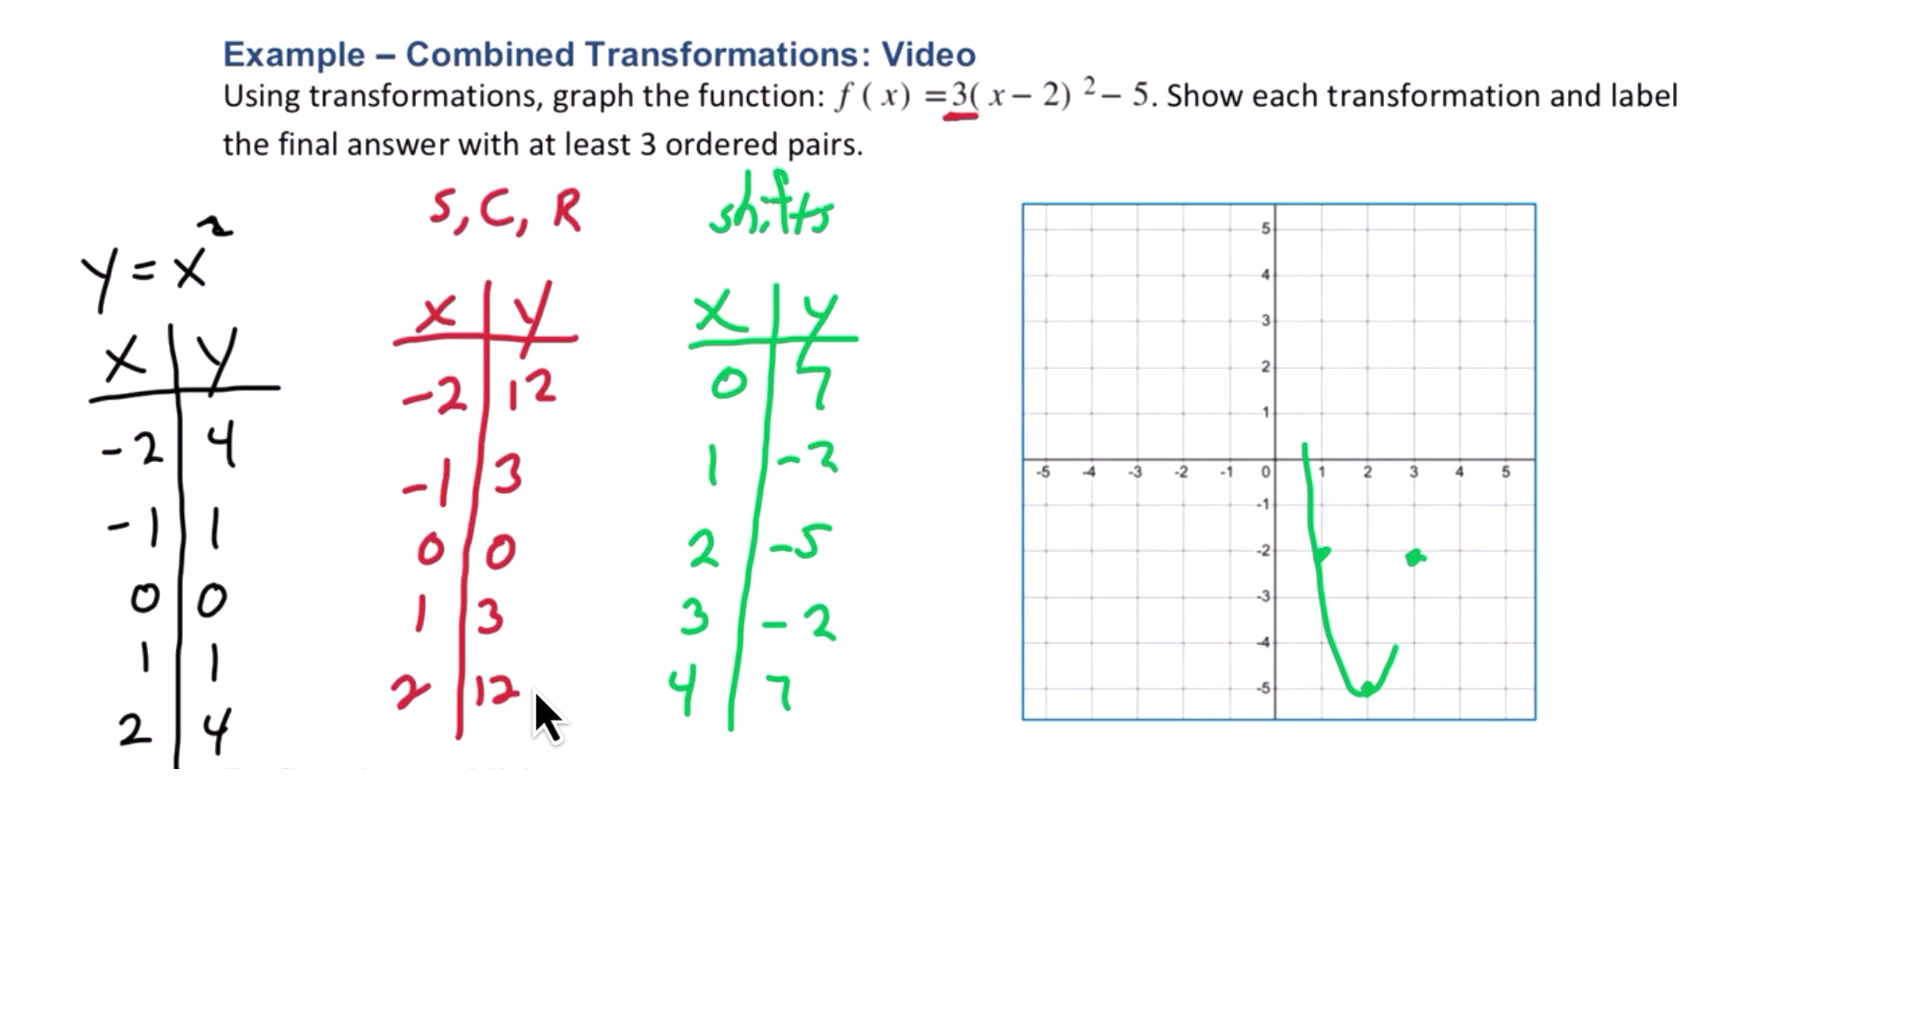 Example – Combined Transformations: Video
Using transformations, graph the function: f ( x ) = 3( x – 2) ² – 5. Show each transformation and label
the final answer with at least 3 ordered pairs.
y = x²
x y
-2 4
-1 1
0 0
1 1
2 4
S, C, R
x y
-2 12
-1 3
0 0
1 3
2 12
shifts
x y
0 7
1 -2
2 -5
3 -2
4 7
5
4
3
2
1
-5 -4 -3 -2 -1 0 1 2 3 4 5
-1
-2
-3
-4
-5